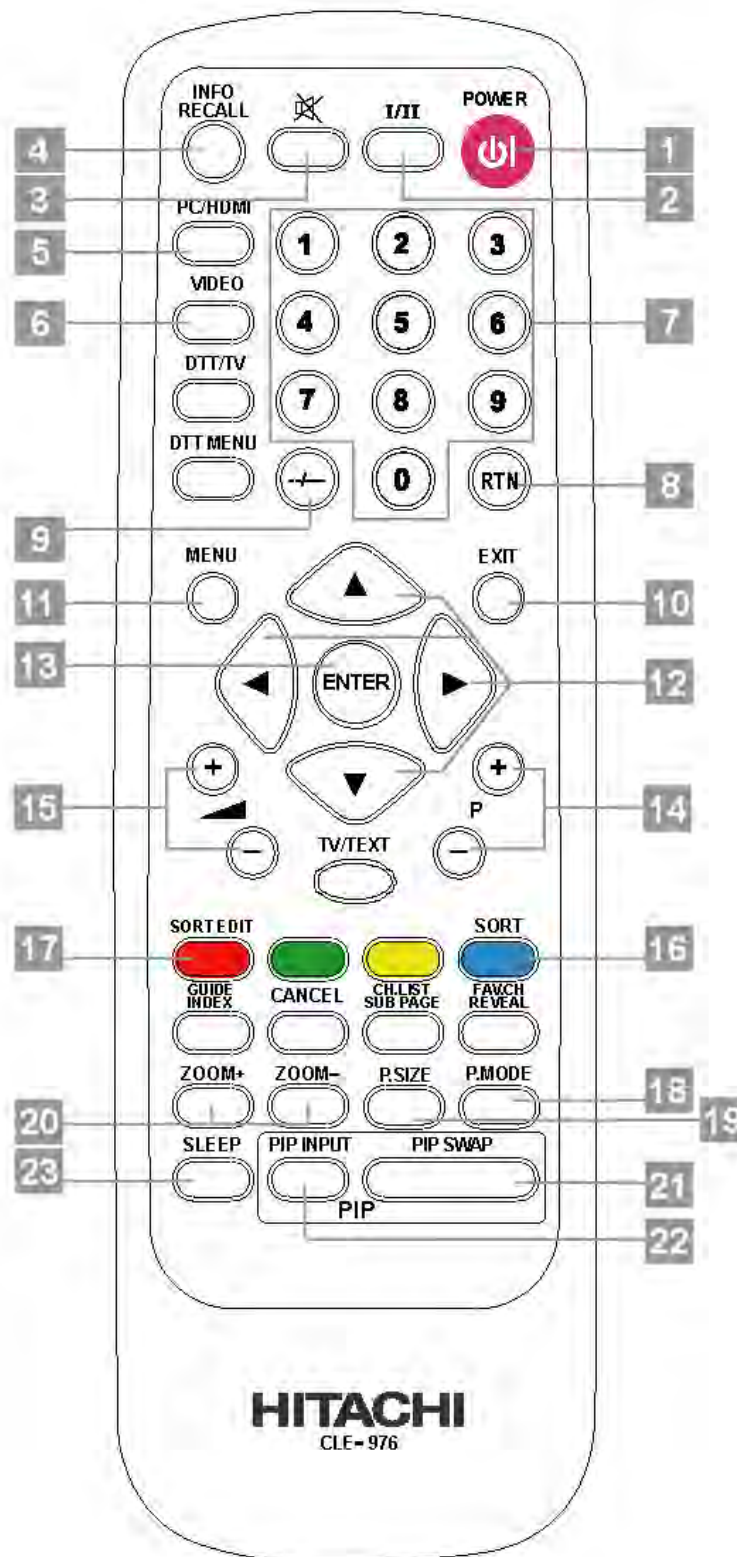 INFO
RECALL
I/II
POWER
4
1
3
2
PC/HDMI
5
1 2 3
VIDEO
6
4 5 6
7
DTT/TV
7 8 9
DTT MENU
-/--
0
RTN
8
9
MENU
EXIT
11
10
13
ENTER
12
+
+
15
P
14
-
-
TV/TEXT
SORT EDIT
SORT
17
16
GUIDE
INDEX
CANCEL
CH.LIST
SUB PAGE
FAV.CH
REVEAL
ZOOM+
ZOOM-
P.SIZE
P.MODE
18
20
19
SLEEP
PIP INPUT
PIP SWAP
23
21
PIP
22
HITACHI
CLE-976